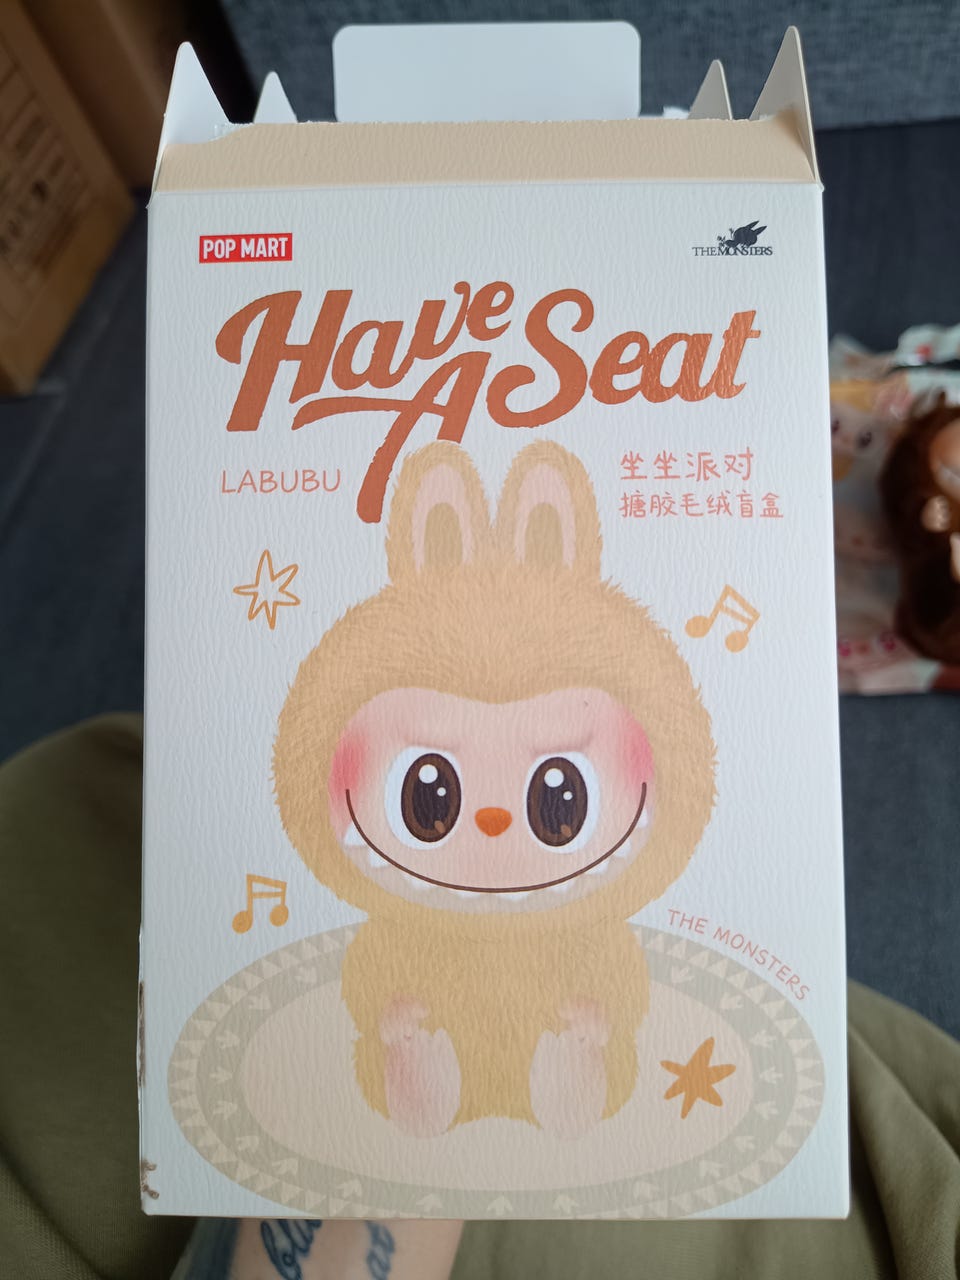 POP MART
THE MONSTERS
Have
A Seat
LABUBU
坐坐派对
搪胶毛绒盲盒
THE MONSTERS